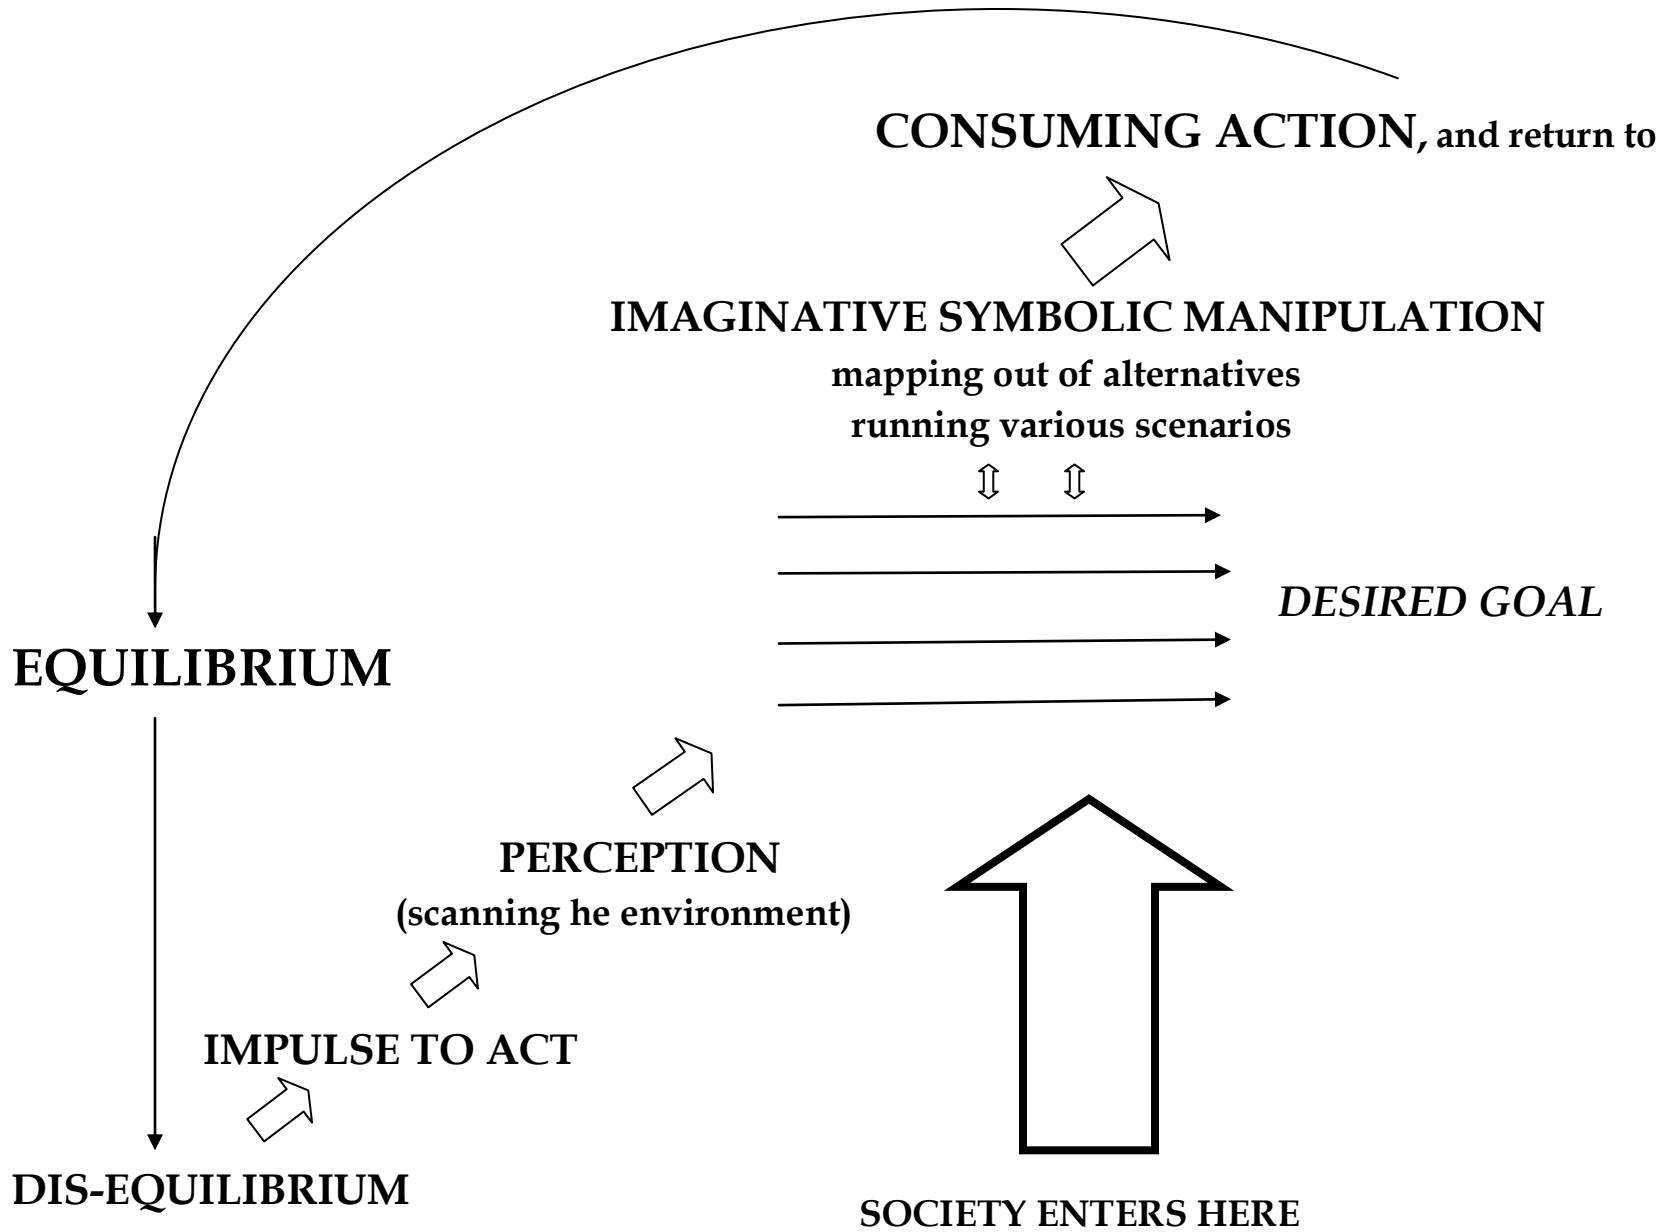 CONSUMING ACTION, and return to
IMAGINATIVE SYMBOLIC MANIPULATION
mapping out of alternatives
running various scenarios
DESIRED GOAL
EQUILIBRIUM
PERCEPTION
(scanning he environment)
IMPULSE TO ACT
DIS-EQUILIBRIUM
SOCIETY ENTERS HERE